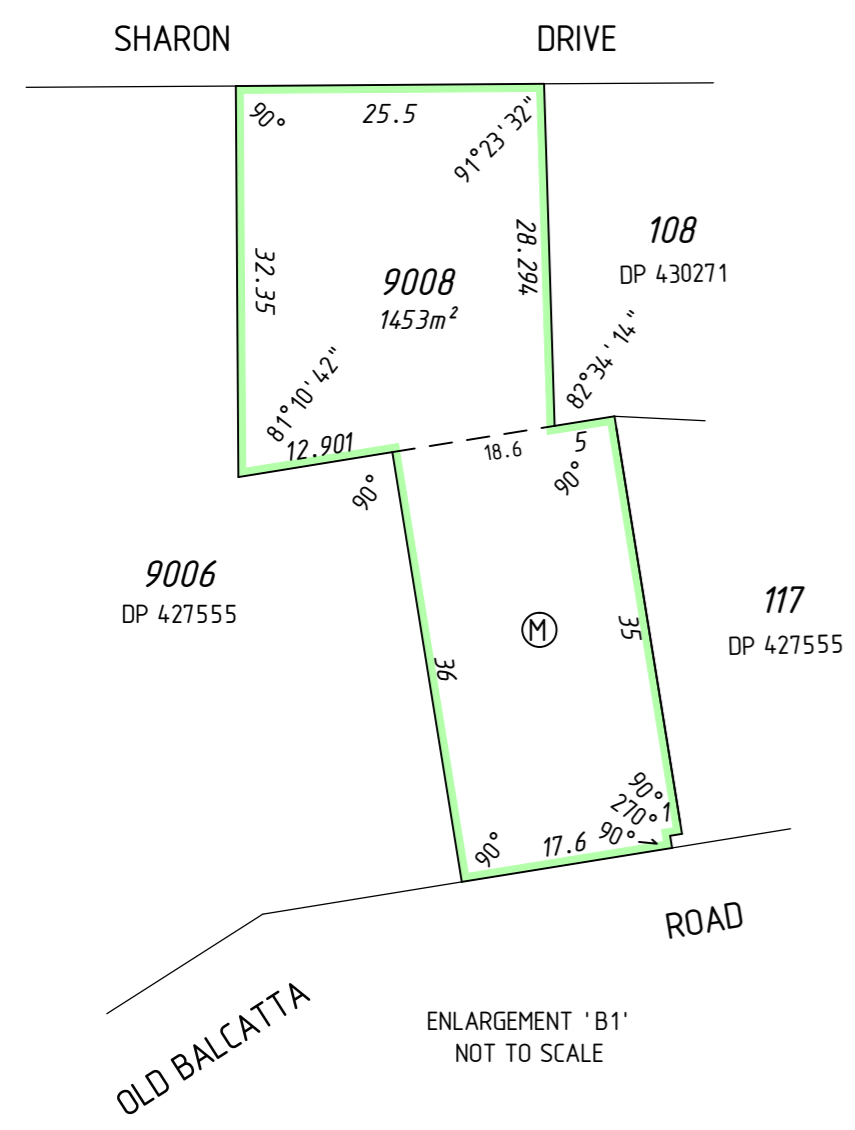 SHARON DRIVE
90°
25.5
91°23'32"
32.35
28.294
9008
1453m²
108
DP 430271
81°10'42"
82°34'14"
12.901
18.6
5
90°
90°
9006
DP 427555
M
36
35
117
DP 427555
90°
17.6
90°
1
270°
90°
1
OLD BALCATTA ROAD
ENLARGEMENT 'B1'
NOT TO SCALE